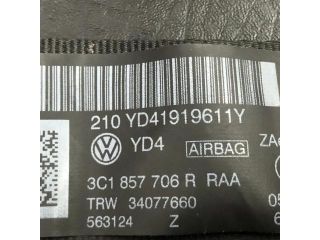 210 YD41919611Y
YD4 AIRBAG
3C1 857 706 R RAA
TRW 34077660
563124 Z